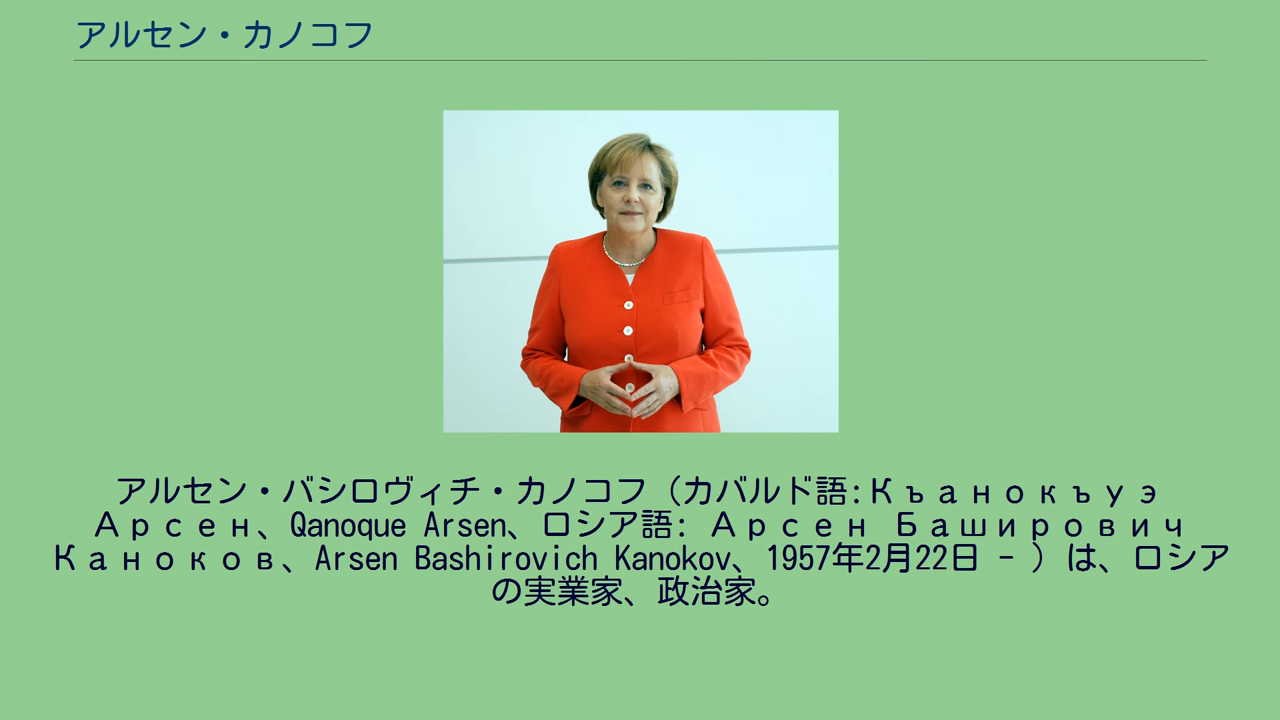 アルセン・カノコフ
アルセン・バシロヴィチ・カノコフ（カバルド語:Къанокъуэ
Арсен、Qanoque Arsen、ロシア語: Арсен Баширович
Каноков、Arsen Bashirovich Kanokov、1957年2月22日 - ）は、ロシア
の実業家、政治家。